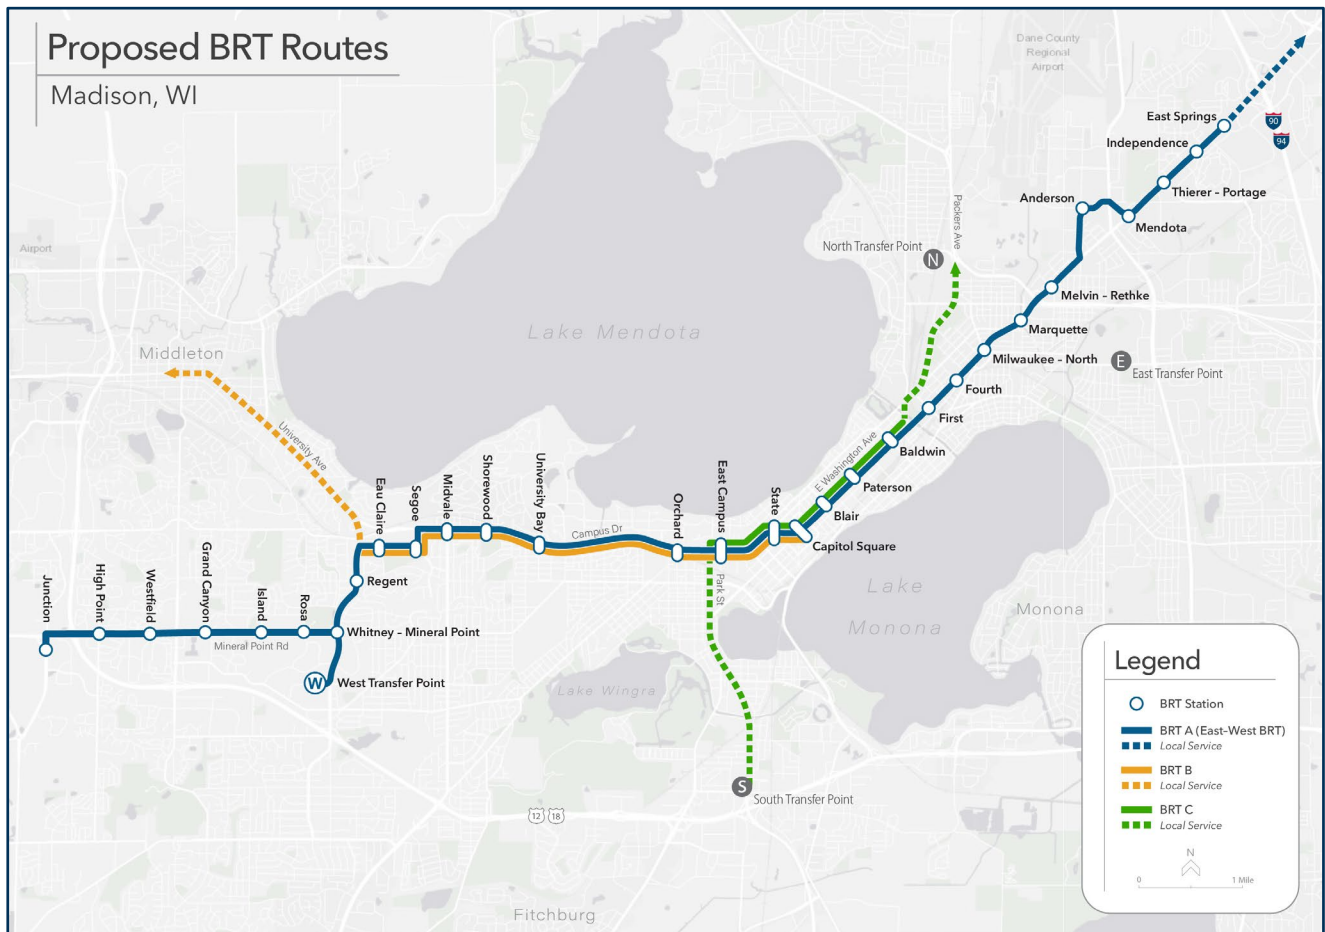 Proposed BRT Routes
Madison, WI
Dane County
Regional
Airport
East Springs
90
94
Independence
Thierer – Portage
Anderson
Mendota
Packers Ave
North Transfer Point
N
Airport
Melvin – Rethke
Lake Mendota
Marquette
Middleton
Milwaukee – North
E
East Transfer Point
Fourth
First
University Ave
E Washington Ave
Baldwin
Eau Claire
Segoe
Midvale
Shorewood
University Bay
Campus Dr
Orchard
East Campus
State
Paterson
Blair
Capitol Square
Park St
Lake
Monona
Monona
Junction
High Point
Westfield
Grand Canyon
Island
Rosa
Regent
Whitney – Mineral Point
Mineral Point Rd
W
West Transfer Point
Lake Wingra
S
South Transfer Point
12
18
Fitchburg
Legend
BRT Station
BRT A (East–West BRT)
Local Service
BRT B
Local Service
BRT C
Local Service
N
0
1 Mile